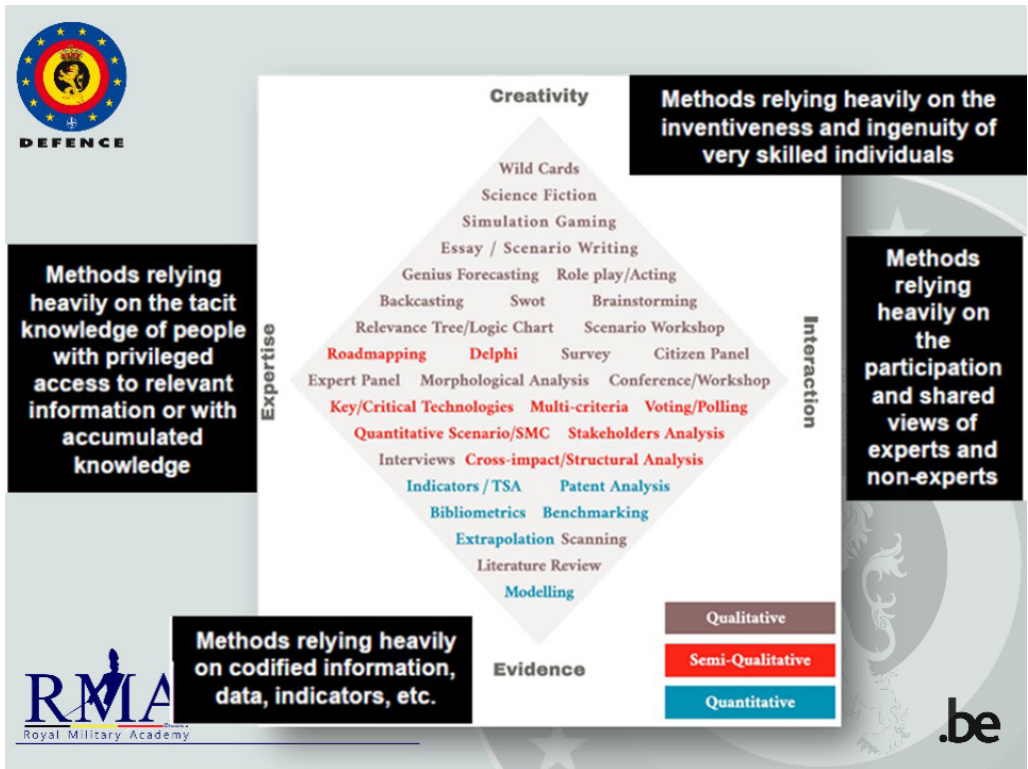 DEFENCE
Creativity
Methods relying heavily on the
inventiveness and ingenuity of
very skilled individuals
Wild Cards
Science Fiction
Simulation Gaming
Essay / Scenario Writing
Genius Forecasting Role play/Acting
Backcasting Swot Brainstorming
Relevance Tree/Logic Chart Scenario Workshop
Roadmapping Delphi Survey Citizen Panel
Expert Panel Morphological Analysis Conference/Workshop
Key/Critical Technologies Multi-criteria Voting/Polling
Quantitative Scenario/SMC Stakeholders Analysis
Interviews Cross-impact/Structural Analysis
Indicators / TSA Patent Analysis
Bibliometrics Benchmarking
Extrapolation Scanning
Literature Review
Modelling
Methods relying
heavily on the tacit
knowledge of people
with privileged
access to relevant
information or with
accumulated
knowledge
Expertise
Interaction
Methods
relying
heavily on
the
participation
and shared
views of
experts and
non-experts
Methods relying heavily
on codified information,
data, indicators, etc.
Evidence
Qualitative
Semi-Qualitative
Quantitative
RMA
Royal Military Academy
.be